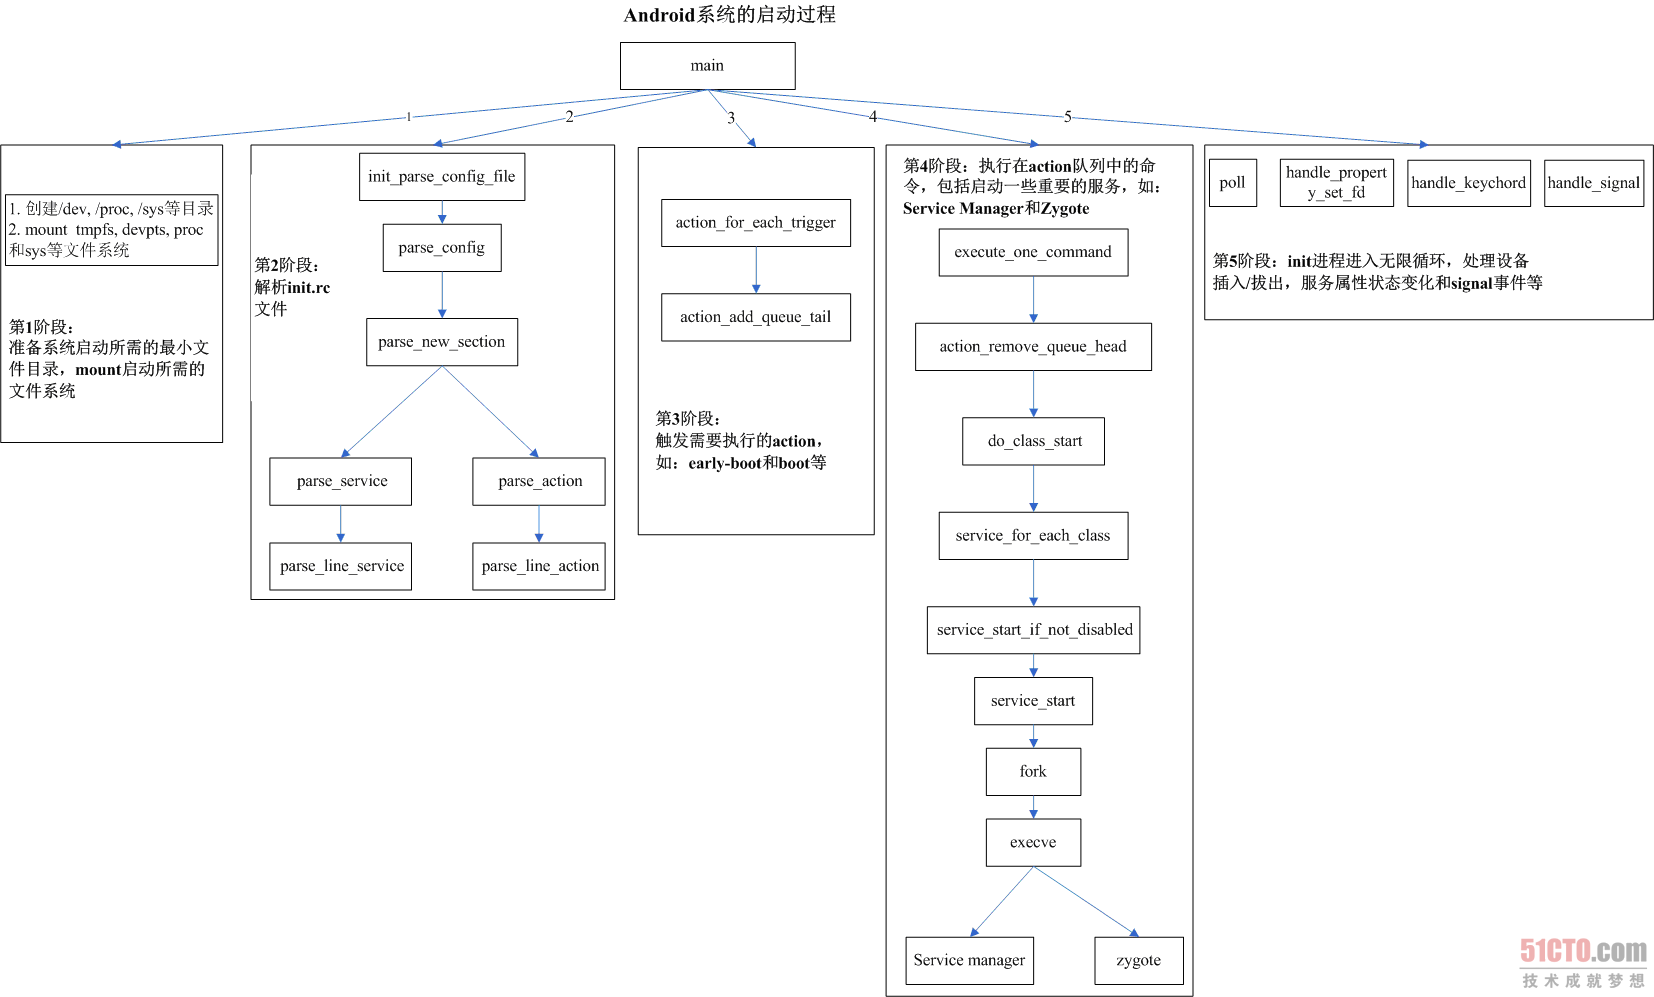 Android系统的启动过程
main
1
2
3
4
5
1. 创建/dev, /proc, /sys等目录
2. mount tmpfs, devpts, proc
和sys等文件系统
第1阶段：
准备系统启动所需的最小文
件目录，mount启动所需的
文件系统
init_parse_config_file
parse_config
第2阶段：
解析init.rc
文件
parse_new_section
parse_service
parse_action
parse_line_service
parse_line_action
action_for_each_trigger
action_add_queue_tail
第3阶段：
触发需要执行的action，
如：early-boot和boot等
第4阶段：执行在action队列中的命
令，包括启动一些重要的服务，如：
Service Manager和Zygote
execute_one_command
action_remove_queue_head
do_class_start
service_for_each_class
service_start_if_not_disabled
service_start
fork
execve
Service manager
zygote
poll
handle_propert
y_set_fd
handle_keychord
handle_signal
第5阶段：init进程进入无限循环，处理设备
插入/拔出，服务属性状态变化和signal事件等
51CTO.com
技术成就梦想